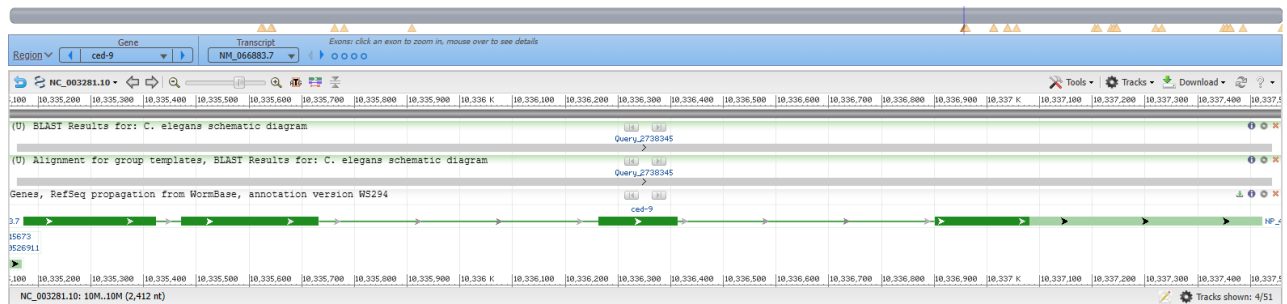 Gene Transcript Exons: click an exon to zoom in, mouse over to see details
Region ced-9 NM_066883.7
NC_003281.10 Tools Tracks Download ?
;,100 10,335,200 10,335,300 10,335,400 10,335,500 10,335,600 10,335,700 10,335,800 10,335,900 10,336 K 10,336,100 10,336,200 10,336,300 10,336,400 10,336,500 10,336,600 10,336,700 10,336,800 10,336,900 10,337 K 10,337,100 10,337,200 10,337,300 10,337,400 10,337,5
(U) BLAST Results for: C. elegans schematic diagram
Query_2738345
(U) Alignment for group templates, BLAST Results for: C. elegans schematic diagram
Query_2738345
Genes, RefSeq propagation from WormBase, annotation version WS294
ced-9
3.7 NP_4
15673
9526911
;,100 10,335,200 10,335,300 10,335,400 10,335,500 10,335,600 10,335,700 10,335,800 10,335,900 10,336 K 10,336,100 10,336,200 10,336,300 10,336,400 10,336,500 10,336,600 10,336,700 10,336,800 10,336,900 10,337 K 10,337,100 10,337,200 10,337,300 10,337,400 10,337,5
NC_003281.10: 10M..10M (2,412 nt) Tracks shown: 4/51